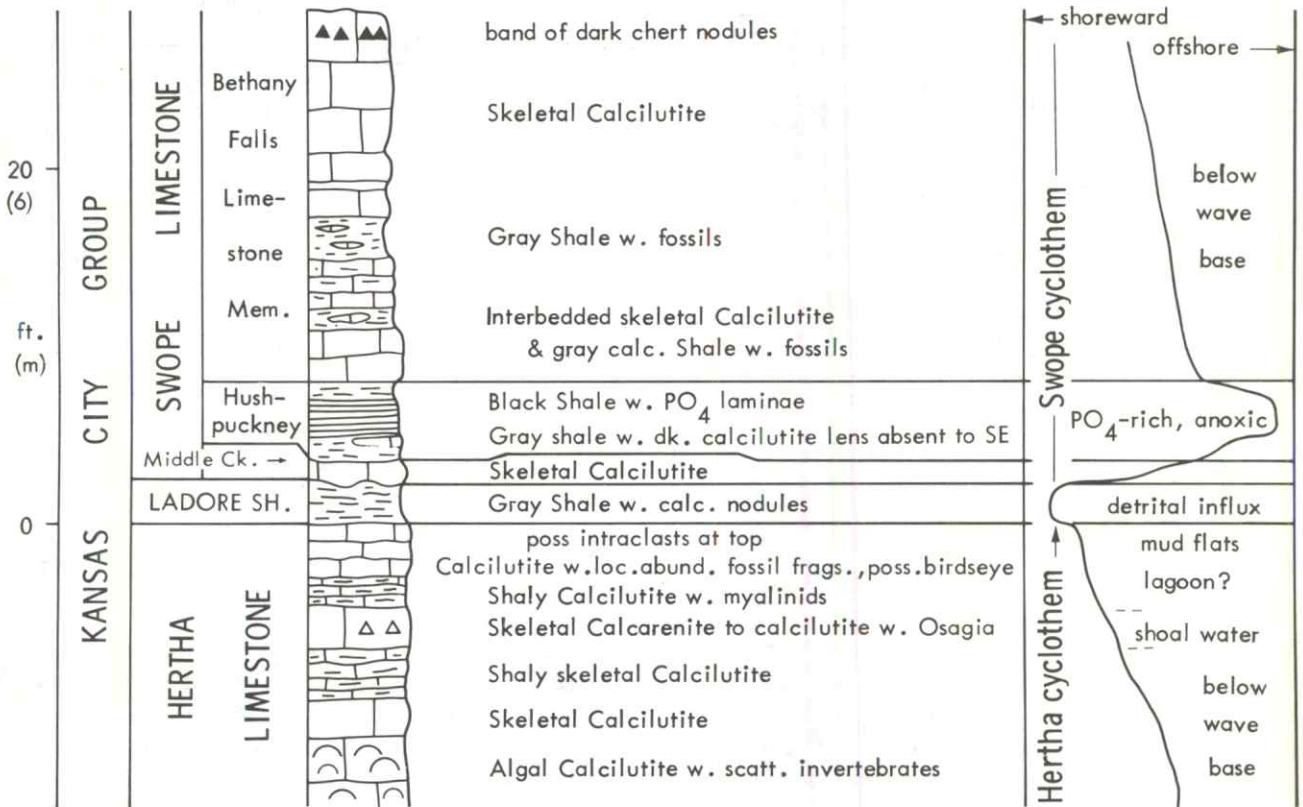 20
(6)
ft.
(m)
0
KANSAS CITY GROUP
SWOPE LIMESTONE
Bethany
Falls
Lime-
stone
Mem.
Hush-
puckney
Middle Ck. →
LADORE SH.
HERTHA
LIMESTONE
band of dark chert nodules
Skeletal Calcilutite
Gray Shale w. fossils
Interbedded skeletal Calcilutite
& gray calc. Shale w. fossils
Black Shale w. PO4 laminae
Gray shale w. dk. calcilutite lens absent to SE
Skeletal Calcilutite
Gray Shale w. calc. nodules
poss intraclasts at top
Calcilutite w.loc.abund. fossil frags.,poss.birdseye
Shaly Calcilutite w. myalinids
Skeletal Calcarenite to calcilutite w. Osagia
Shaly skeletal Calcilutite
Skeletal Calcilutite
Algal Calcilutite w. scatt. invertebrates
← shoreward
offshore →
Swope cyclothem
below
wave
base
PO4-rich, anoxic
detrital influx
Hertha cyclothem
mud flats
lagoon?
shoal water
below
wave
base